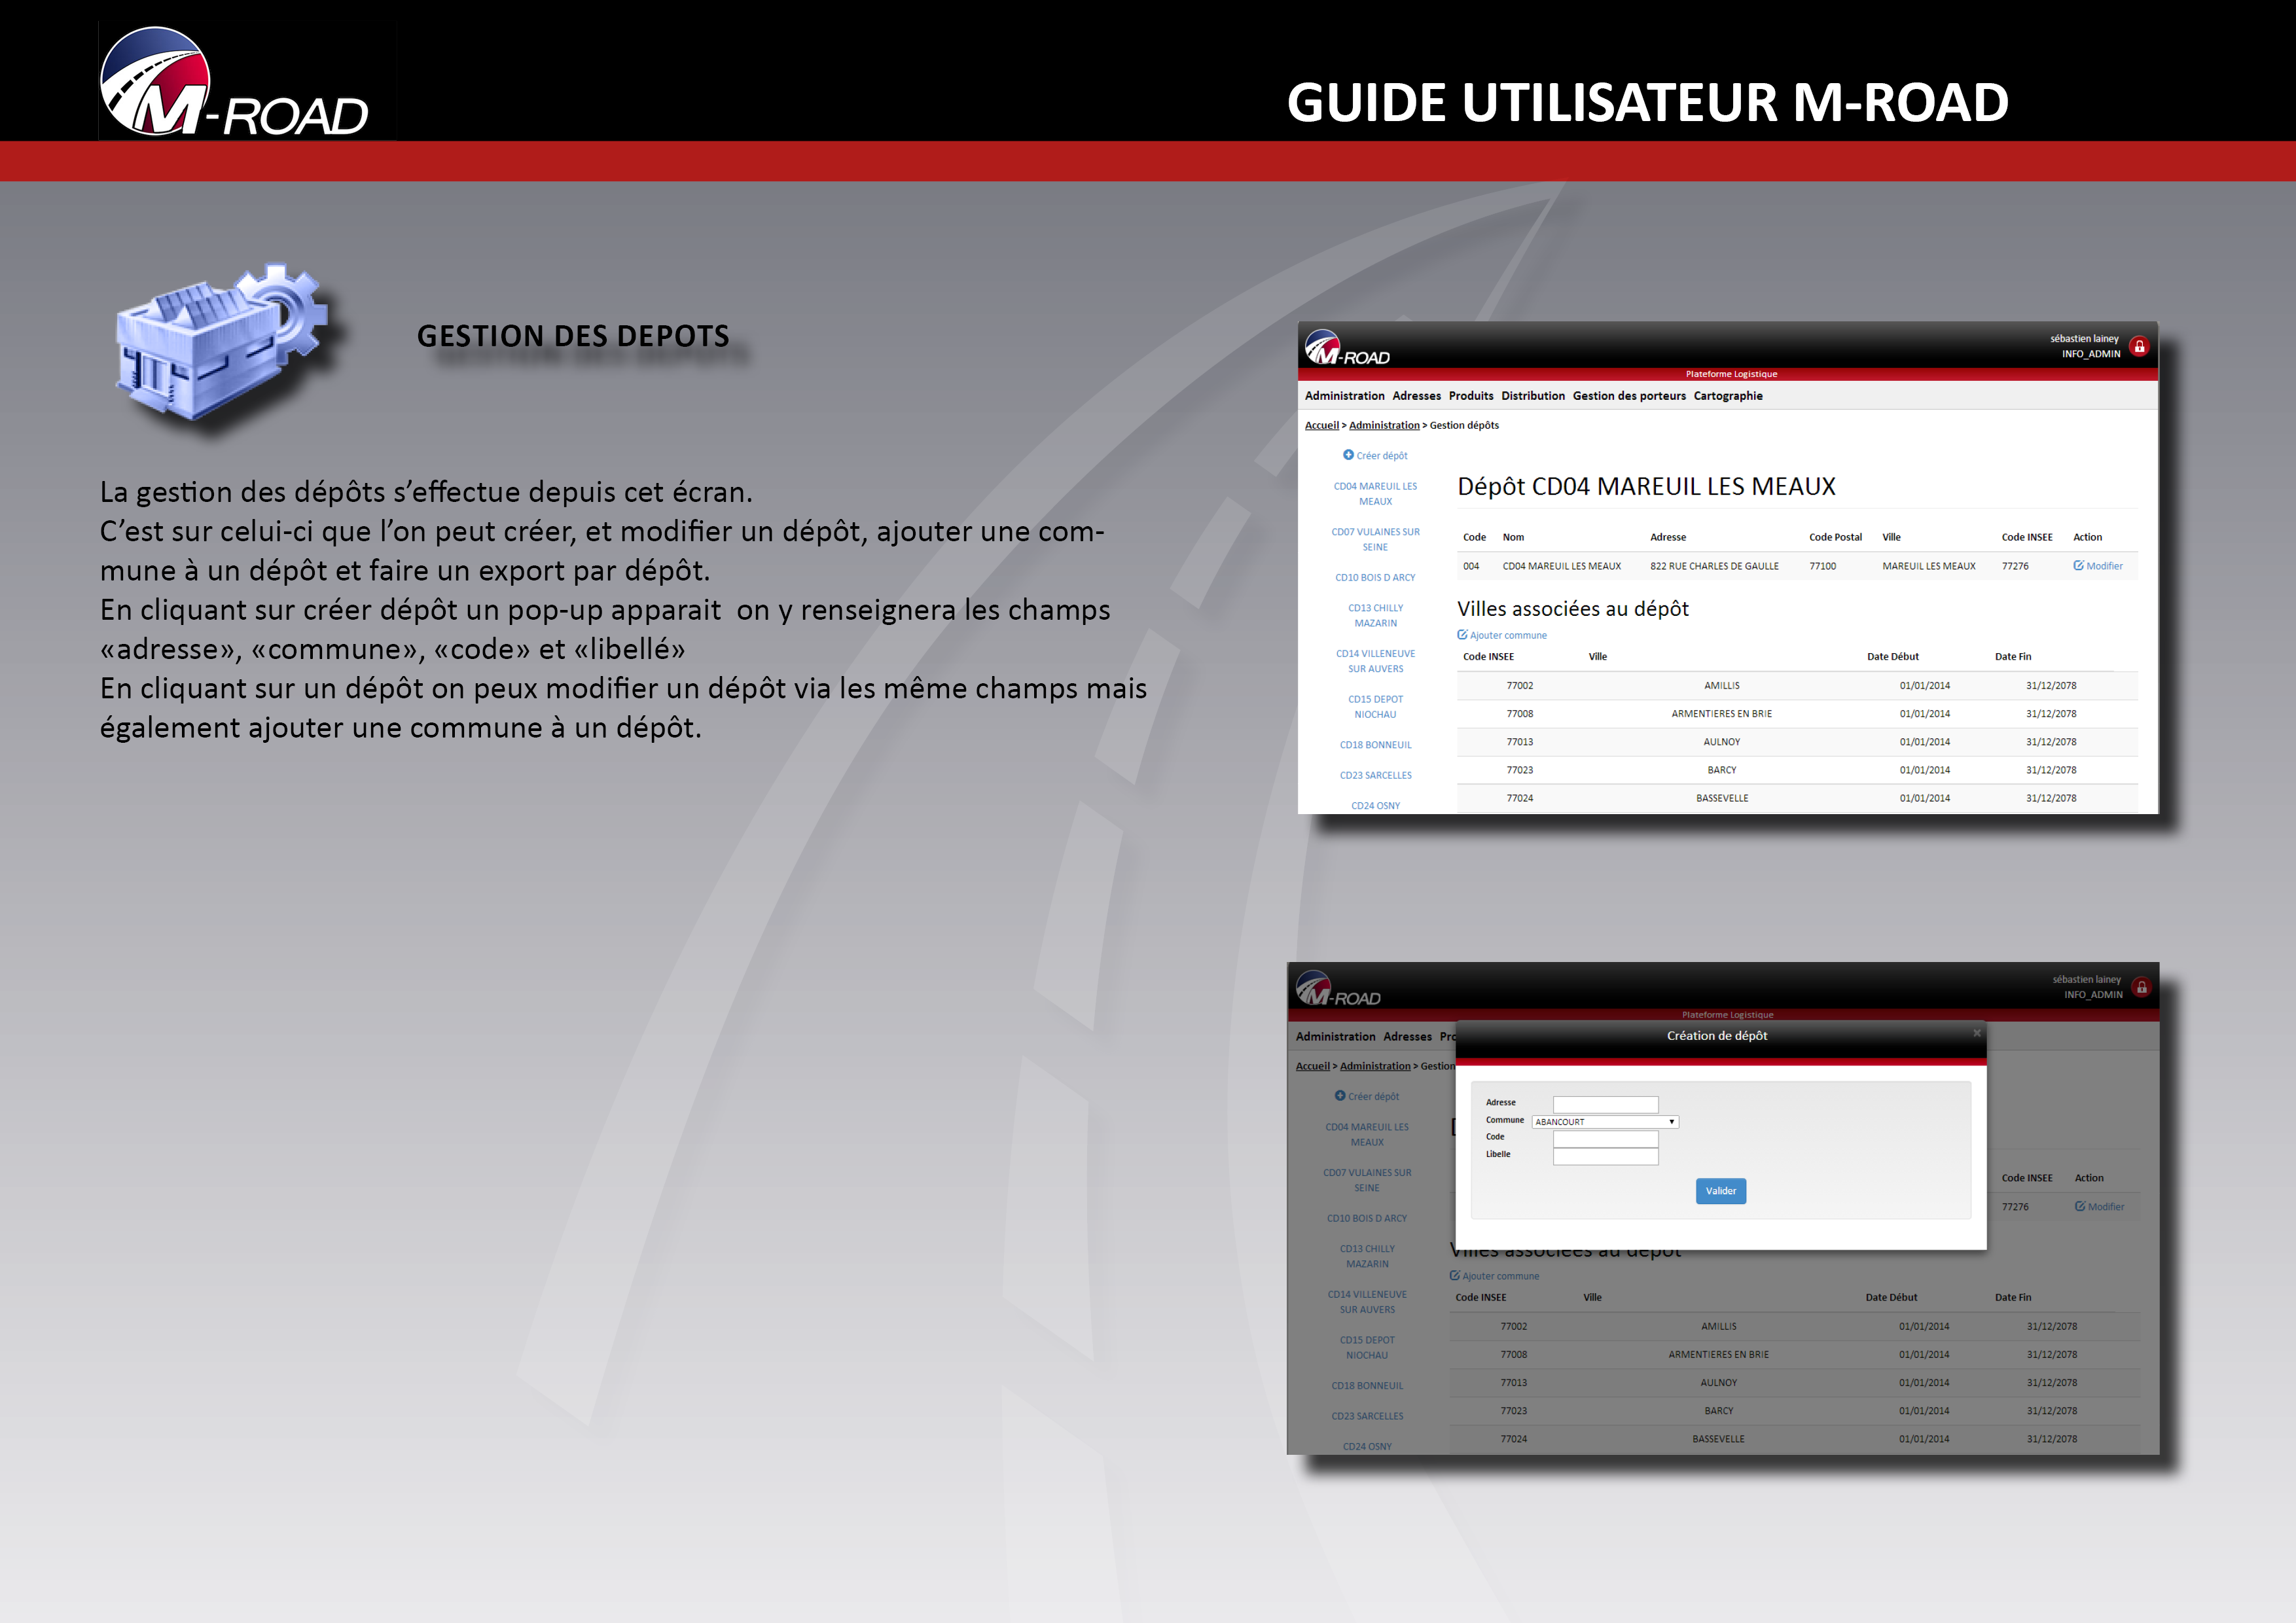 M-ROAD
GUIDE UTILISATEUR M-ROAD
GESTION DES DEPOTS
La gestion des dépôts s’effectue depuis cet écran.
C’est sur celui-ci que l’on peut créer, et modifier un dépôt, ajouter une com-
mune à un dépôt et faire un export par dépôt.
En cliquant sur créer dépôt un pop-up apparait  on y renseignera les champs
«adresse», «commune», «code» et «libellé»
En cliquant sur un dépôt on peux modifier un dépôt via les même champs mais
également ajouter une commune à un dépôt.
M-ROAD
sébastien lainey
INFO_ADMIN
Plateforme Logistique
Administration Adresses Produits Distribution Gestion des porteurs Cartographie
Accueil > Administration > Gestion dépôts
Créer dépôt
CD04 MAREUIL LES
MEAUX
CD07 VULAINES SUR
SEINE
CD10 BOIS D ARCY
CD13 CHILLY
MAZARIN
CD14 VILLENEUVE
SUR AUVERS
CD15 DEPOT
NIOCHAU
CD18 BONNEUIL
CD23 SARCELLES
CD24 OSNY
Dépôt CD04 MAREUIL LES MEAUX
Code Nom Adresse Code Postal Ville Code INSEE Action
004 CD04 MAREUIL LES MEAUX 822 RUE CHARLES DE GAULLE 77100 MAREUIL LES MEAUX 77276 Modifier
Villes associées au dépôt
Ajouter commune
Code INSEE Ville Date Début Date Fin
77002 AMILLIS 01/01/2014 31/12/2078
77008 ARMENTIERES EN BRIE 01/01/2014 31/12/2078
77013 AULNOY 01/01/2014 31/12/2078
77023 BARCY 01/01/2014 31/12/2078
77024 BASSEVELLE 01/01/2014 31/12/2078
M-ROAD
sébastien lainey
INFO_ADMIN
Plateforme Logistique
Administration Adresses Pro
Accueil > Administration > Gestion
Créer dépôt
CD04 MAREUIL LES
MEAUX
CD07 VULAINES SUR
SEINE
CD10 BOIS D ARCY
CD13 CHILLY
MAZARIN
CD14 VILLENEUVE
SUR AUVERS
CD15 DEPOT
NIOCHAU
CD18 BONNEUIL
CD23 SARCELLES
CD24 OSNY
Création de dépôt
×
Adresse
Commune ABANCOURT
Code
Libelle
Valider
Code INSEE Action
77276 Modifier
Villes associées au dépôt
Ajouter commune
Code INSEE Ville Date Début Date Fin
77002 AMILLIS 01/01/2014 31/12/2078
77008 ARMENTIERES EN BRIE 01/01/2014 31/12/2078
77013 AULNOY 01/01/2014 31/12/2078
77023 BARCY 01/01/2014 31/12/2078
77024 BASSEVELLE 01/01/2014 31/12/2078